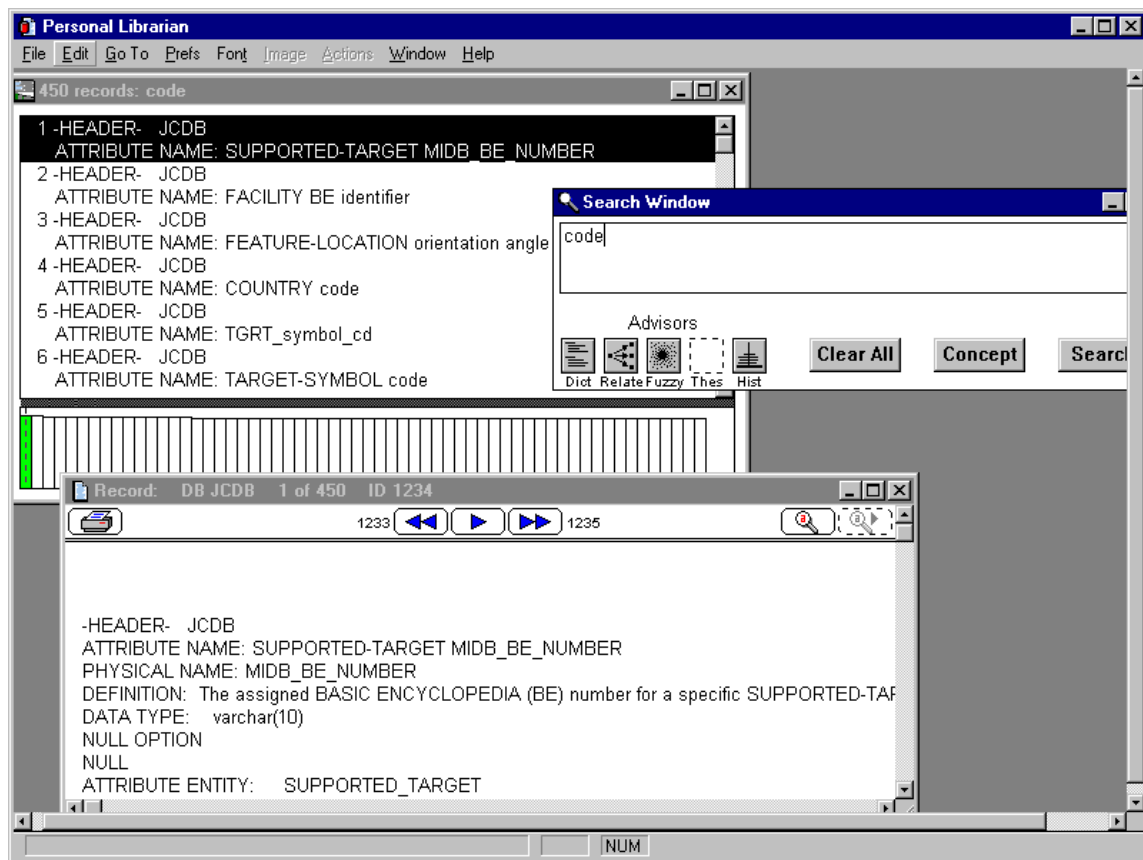 Personal Librarian
File Edit Go To Prefs Font Image Actions Window Help
450 records: code
1 -HEADER- JCDB
ATTRIBUTE NAME: SUPPORTED-TARGET MIDB_BE_NUMBER
2 -HEADER- JCDB
ATTRIBUTE NAME: FACILITY BE identifier
3 -HEADER- JCDB
ATTRIBUTE NAME: FEATURE-LOCATION orientation angle
4 -HEADER- JCDB
ATTRIBUTE NAME: COUNTRY code
5 -HEADER- JCDB
ATTRIBUTE NAME: TGRT_symbol_cd
6 -HEADER- JCDB
ATTRIBUTE NAME: TARGET-SYMBOL code
Search Window
code
Advisors
Dict Relate Fuzzy Thes Hist
Clear All Concept Search
Record: DB JCDB 1 of 450 ID 1234
1233 1235
-HEADER- JCDB
ATTRIBUTE NAME: SUPPORTED-TARGET MIDB_BE_NUMBER
PHYSICAL NAME: MIDB_BE_NUMBER
DEFINITION: The assigned BASIC ENCYCLOPEDIA (BE) number for a specific SUPPORTED-TAR
DATA TYPE: varchar(10)
NULL OPTION
NULL
ATTRIBUTE ENTITY: SUPPORTED_TARGET
NUM